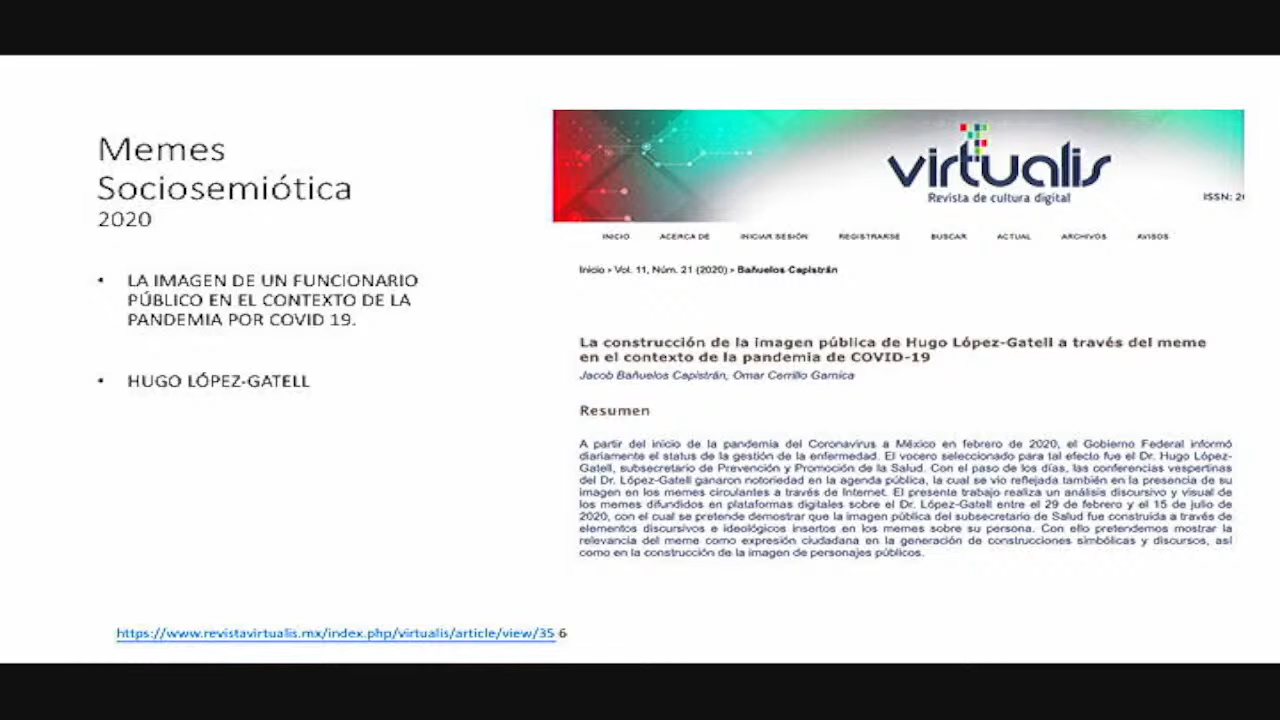 Memes
Sociosemiótica
2020
• LA IMAGEN DE UN FUNCIONARIO
PÚBLICO EN EL CONTEXTO DE LA
PANDEMIA POR COVID 19.
• HUGO LÓPEZ-GATELL
https://www.revistavirtualis.mx/index.php/virtualis/article/view/35 6
virtualis
Revista de cultura digital
ISSN: 20
INICIO ACERCA DE INICIAR SESIÓN REGISTRARSE BUSCAR ACTUAL ARCHIVOS AVISOS
Inicio > Vol. 11, Núm. 21 (2020) > Bañuelos Capistrán
La construcción de la imagen pública de Hugo López-Gatell a través del meme
en el contexto de la pandemia de COVID-19
Jacob Bañuelos Capistrán, Omar Cerrillo Garnica
Resumen
A partir del inicio de la pandemia del Coronavirus a México en febrero de 2020, el Gobierno Federal informó
diariamente el status de la gestión de la enfermedad. El vocero seleccionado para tal efecto fue el Dr. Hugo López-
Gatell, subsecretario de Prevención y Promoción de la Salud. Con el paso de los días, las conferencias vespertinas
del Dr. López-Gatell ganaron notoriedad en la agenda pública, la cual se vio reflejada también en la presencia de su
imagen en los memes circulantes a través de Internet. El presente trabajo realiza un análisis discursivo y visual de
los memes difundidos en plataformas digitales sobre el Dr. López-Gatell entre el 29 de febrero y el 15 de julio de
2020, con el cual se pretende demostrar que la imagen pública del subsecretario de Salud fue construida a través de
elementos discursivos e ideológicos insertos en los memes sobre su persona. Con ello pretendemos mostrar la
relevancia del meme como expresión ciudadana en la generación de construcciones simbólicas y discursos, así
como en la construcción de la imagen de personajes públicos.